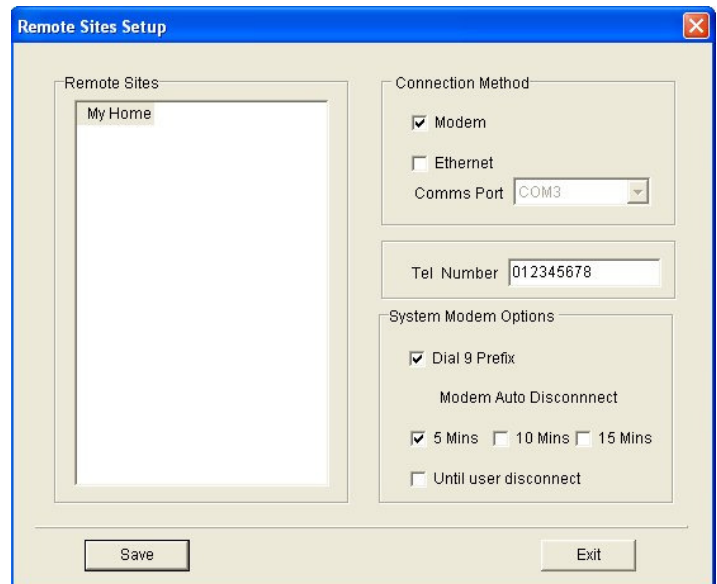 Remote Sites Setup
Remote Sites
My Home
Connection Method
Modem
Ethernet
Comms Port COM3
Tel Number 012345678
System Modem Options
Dial 9 Prefix
Modem Auto Disconnnect
5 Mins 10 Mins 15 Mins
Until user disconnect
Save Exit